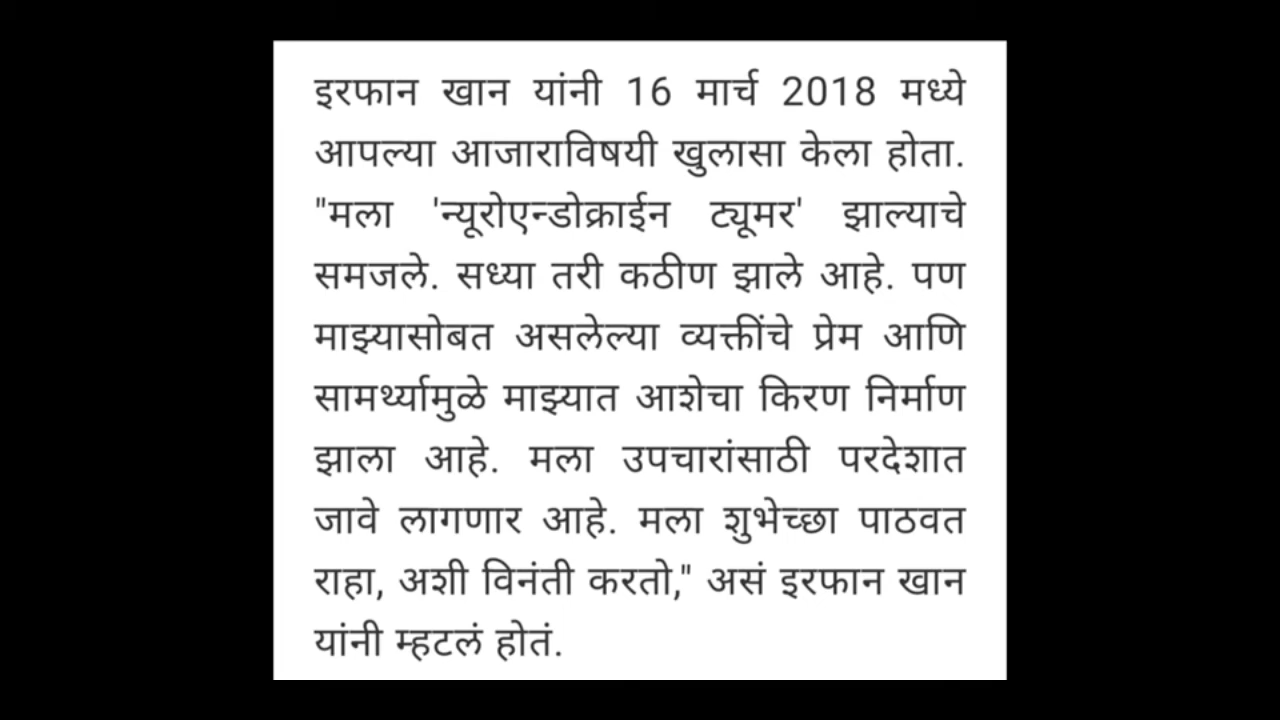 इरफान खान यांनी 16 मार्च 2018 मध्ये
आपल्या आजाराविषयी खुलासा केला होता.
"मला 'न्यूरोएन्डोक्राईन ट्यूमर' झाल्याचे
समजले. सध्या तरी कठीण झाले आहे. पण
माझ्यासोबत असलेल्या व्यक्तींचे प्रेम आणि
सामर्थ्यामुळे माझ्यात आशेचा किरण निर्माण
झाला आहे. मला उपचारांसाठी परदेशात
जावे लागणार आहे. मला शुभेच्छा पाठवत
राहा, अशी विनंती करतो," असं इरफान खान
यांनी म्हटलं होतं.